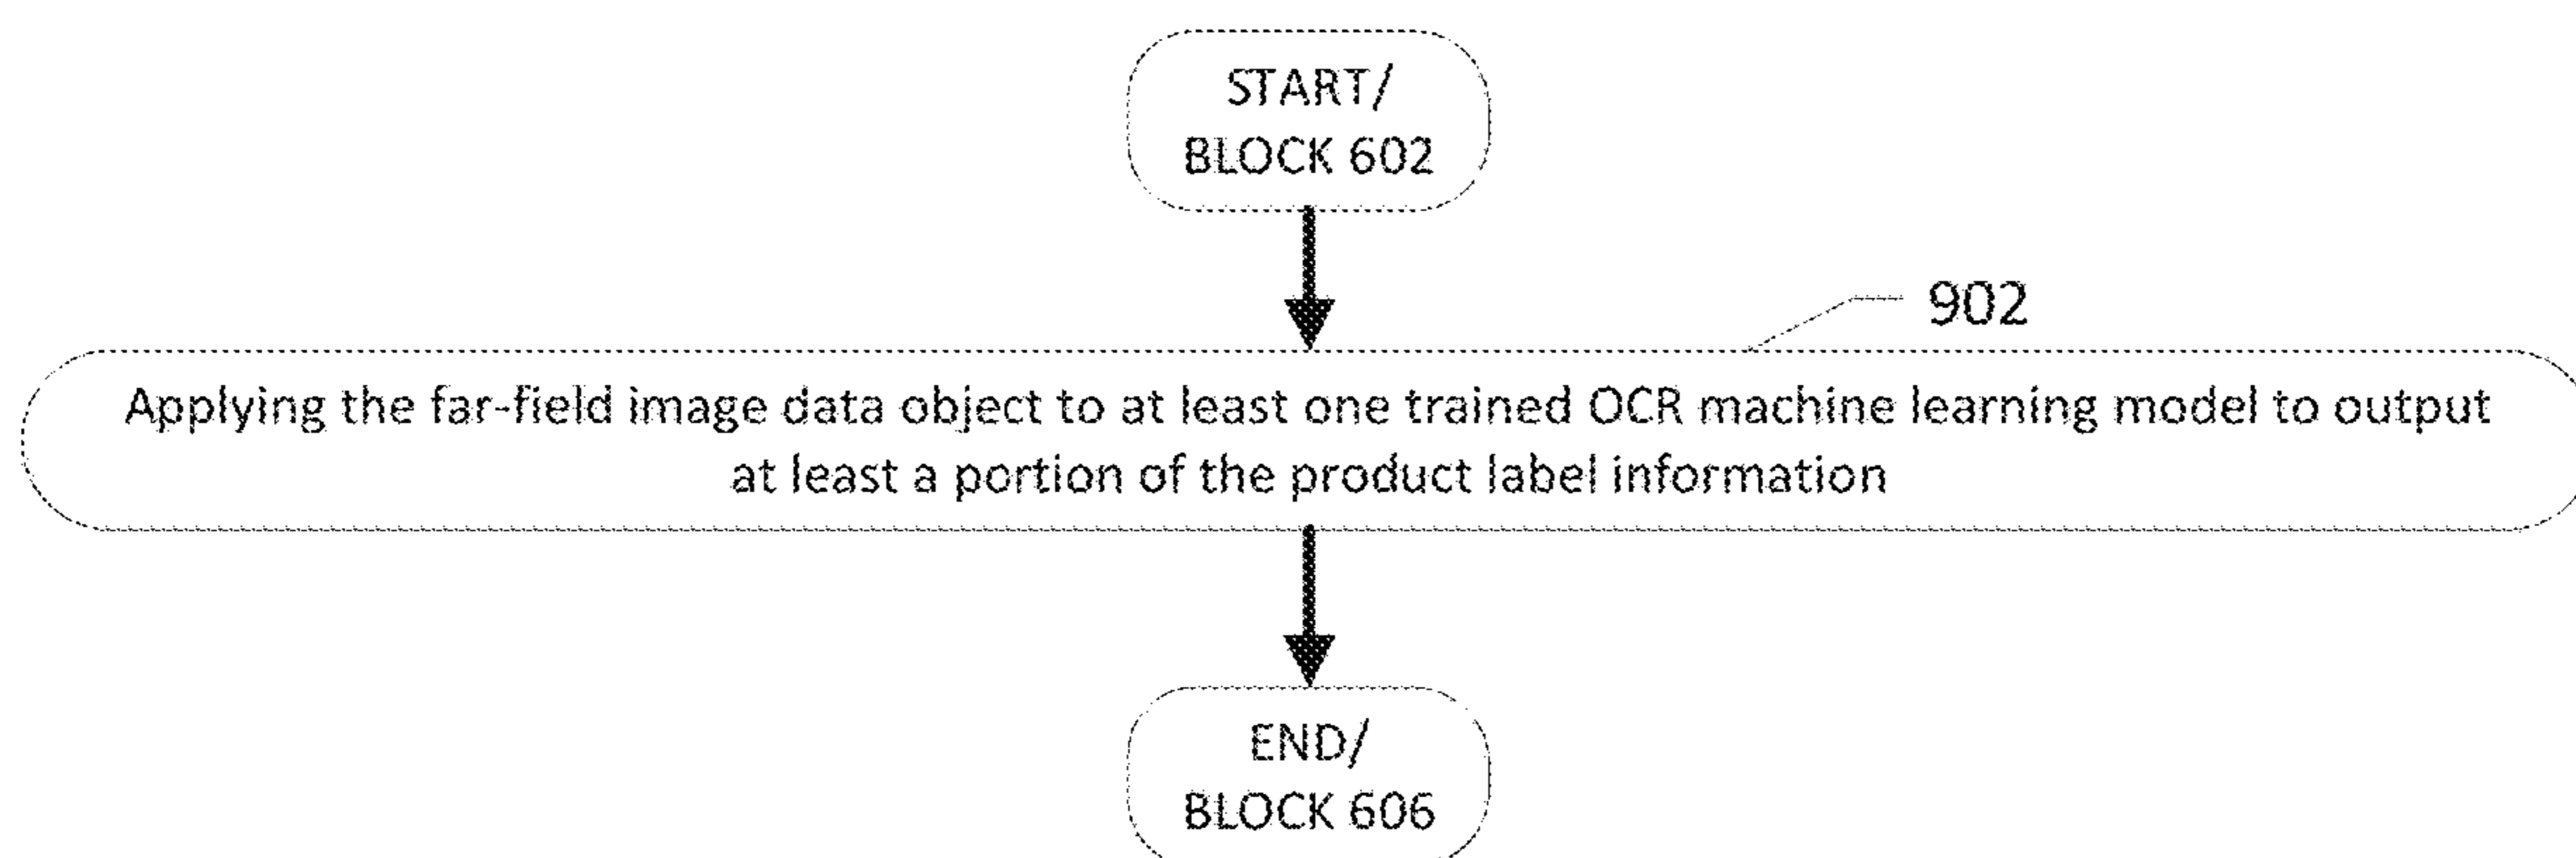 START/
BLOCK 602
902
Applying the far-field image data object to at least one trained OCR machine learning model to output
at least a portion of the product label information
END/
BLOCK 606